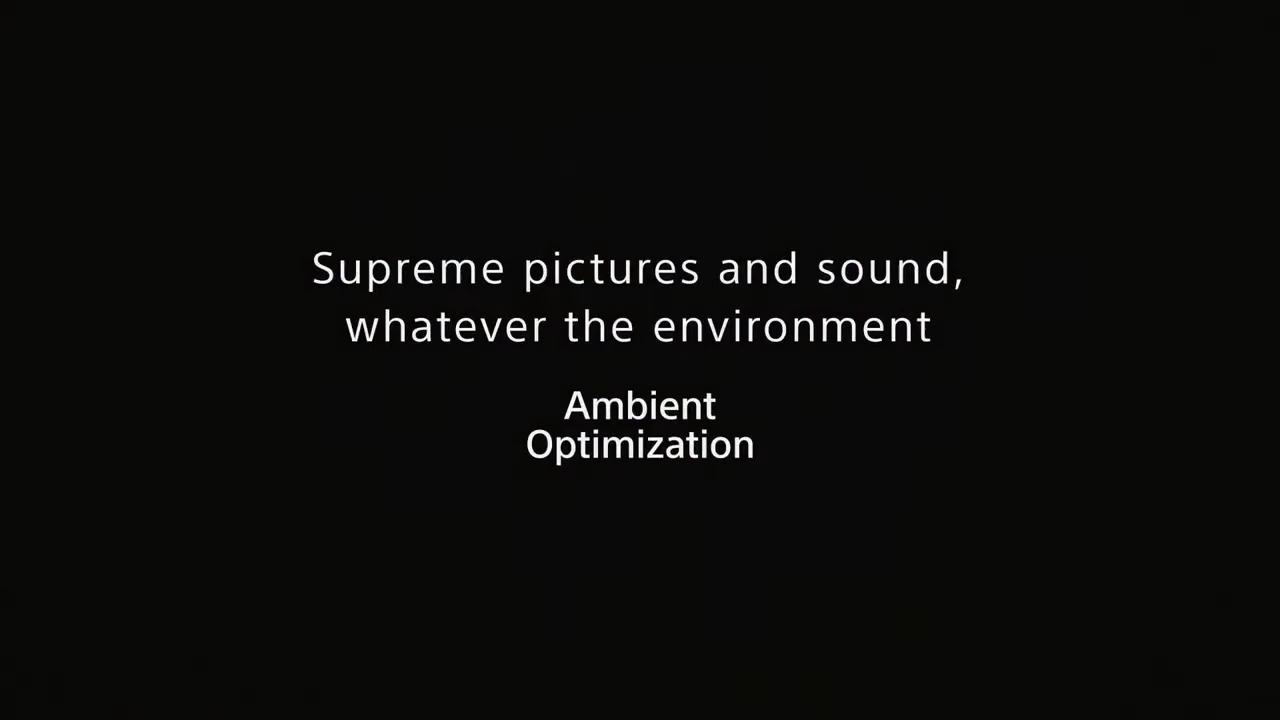 Supreme pictures and sound,
whatever the environment
Ambient
Optimization